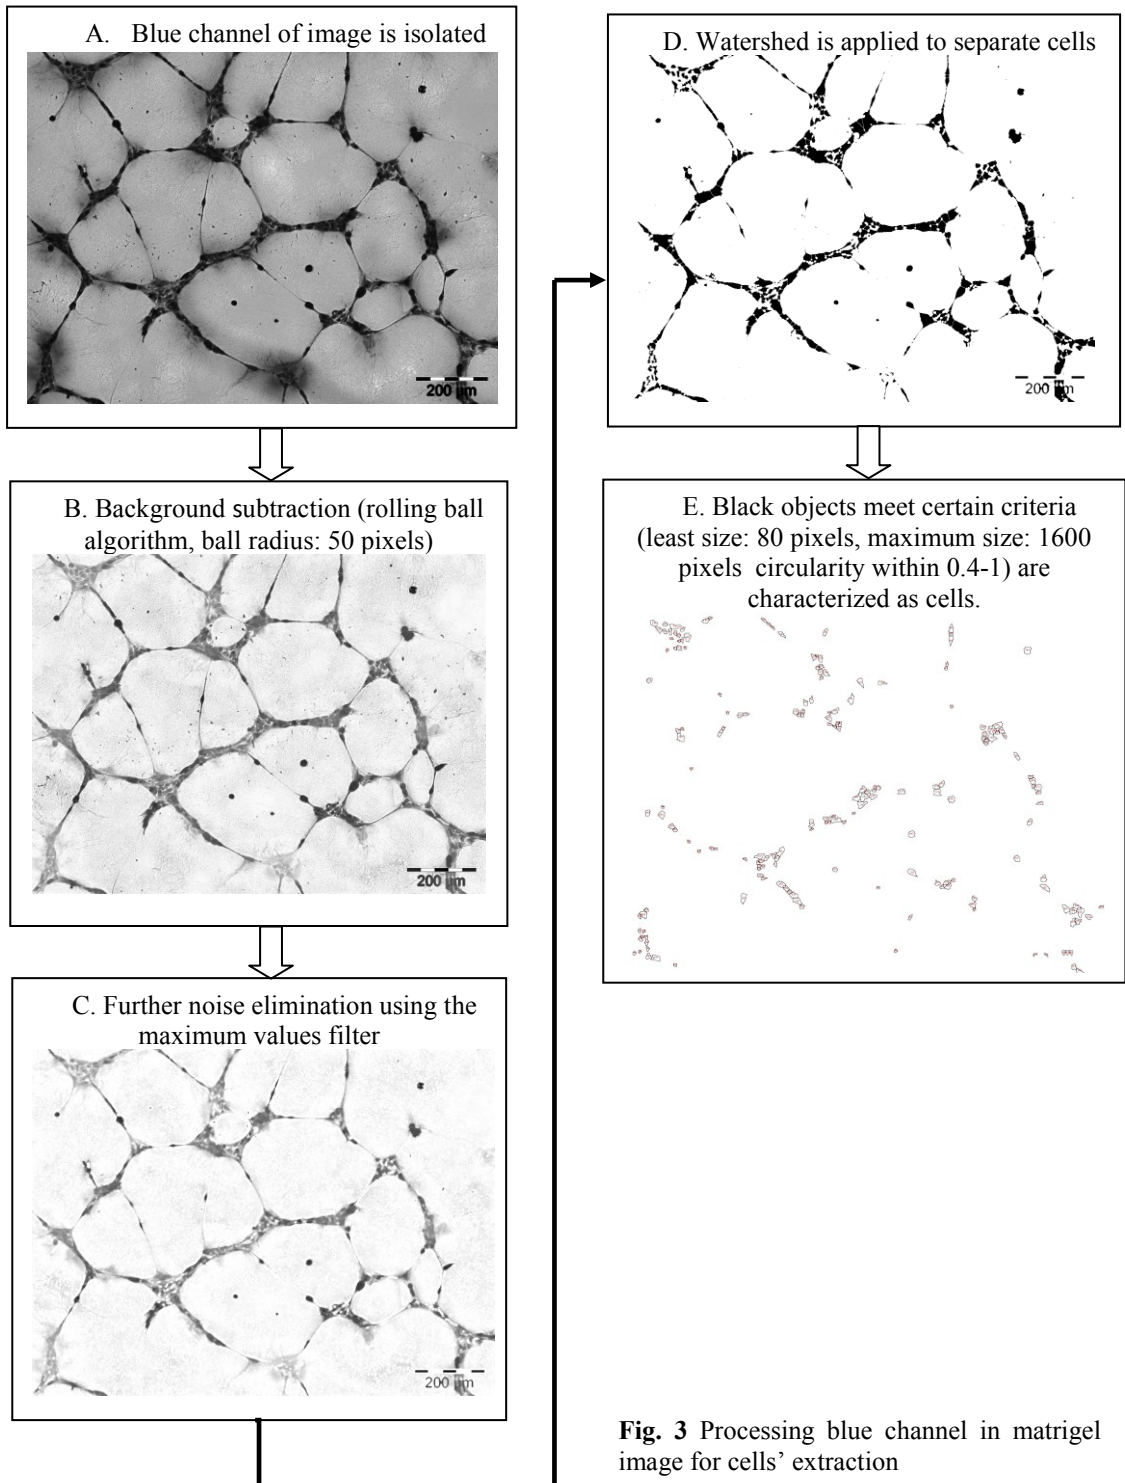 A. Blue channel of image is isolated
200 µm
B. Background subtraction (rolling ball
algorithm, ball radius: 50 pixels)
200 µm
C. Further noise elimination using the
maximum values filter
200 µm
D. Watershed is applied to separate cells
200 µm
E. Black objects meet certain criteria
(least size: 80 pixels, maximum size: 1600
pixels circularity within 0.4-1) are
characterized as cells.
Fig. 3 Processing blue channel in matrigel
image for cells' extraction